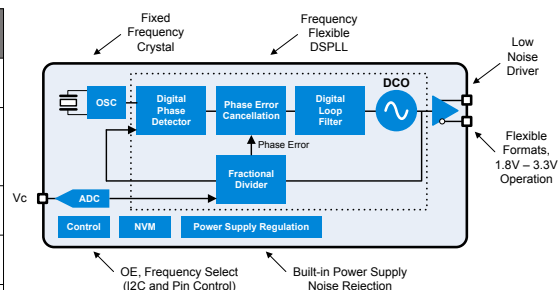 Fixed
Frequency
Crystal
Frequency
Flexible
DSPLL
Low
Noise
Driver
OSC
Digital
Phase
Detector
Phase Error
Cancellation
Digital
Loop
Filter
DCO
Phase Error
Fractional
Divider
Flexible
Formats,
1.8V – 3.3V
Operation
Vc
ADC
Control
NVM
Power Supply Regulation
OE, Frequency Select
(I2C and Pin Control)
Built-in Power Supply
Noise Rejection